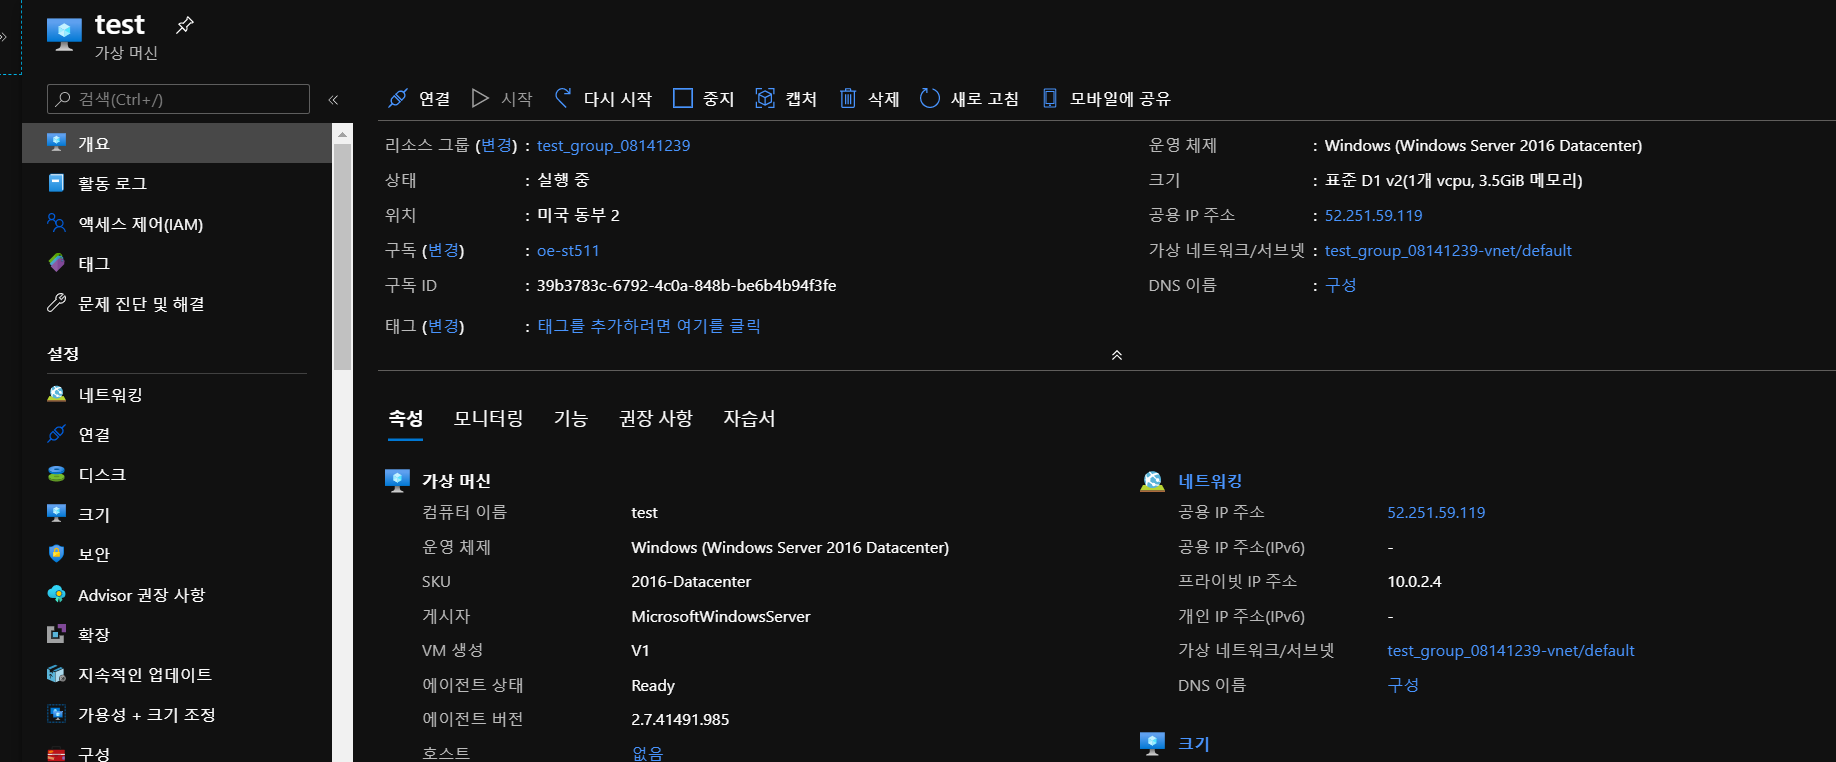 test
가상 머신
검색(Ctrl+/)
«
개요
활동 로그
액세스 제어(IAM)
태그
문제 진단 및 해결
설정
네트워킹
연결
디스크
크기
보안
Advisor 권장 사항
확장
지속적인 업데이트
가용성 + 크기 조정
구성
연결 시작 다시 시작 중지 캡처 삭제 새로 고침 모바일에 공유
리소스 그룹 (변경) : test_group_08141239
상태 : 실행 중
위치 : 미국 동부 2
구독 (변경) : oe-st511
구독 ID : 39b3783c-6792-4c0a-848b-be6b4b94f3fe
태그 (변경) : 태그를 추가하려면 여기를 클릭
운영 체제 : Windows (Windows Server 2016 Datacenter)
크기 : 표준 D1 v2(1개 vcpu, 3.5GiB 메모리)
공용 IP 주소 : 52.251.59.119
가상 네트워크/서브넷 : test_group_08141239-vnet/default
DNS 이름 : 구성
속성 모니터링 기능 권장 사항 자습서
가상 머신
컴퓨터 이름 test
운영 체제 Windows (Windows Server 2016 Datacenter)
SKU 2016-Datacenter
게시자 MicrosoftWindowsServer
VM 생성 V1
에이전트 상태 Ready
에이전트 버전 2.7.41491.985
호스트 없음
네트워킹
공용 IP 주소 52.251.59.119
공용 IP 주소(IPv6) -
프라이빗 IP 주소 10.0.2.4
개인 IP 주소(IPv6) -
가상 네트워크/서브넷 test_group_08141239-vnet/default
DNS 이름 구성
크기